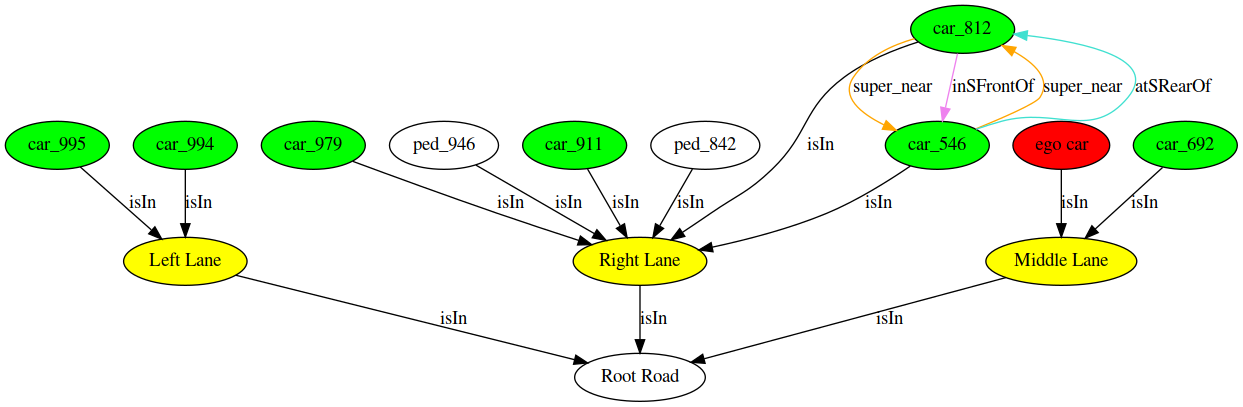 car_812
super_near
inSFrontOf
super_near
atSRearOf
car_995
car_994
car_979
ped_946
car_911
ped_842
isIn
car_546
ego car
car_692
isIn
isIn
isIn
isIn
isIn
isIn
isIn
isIn
isIn
Left Lane
Right Lane
Middle Lane
isIn
isIn
isIn
Root Road